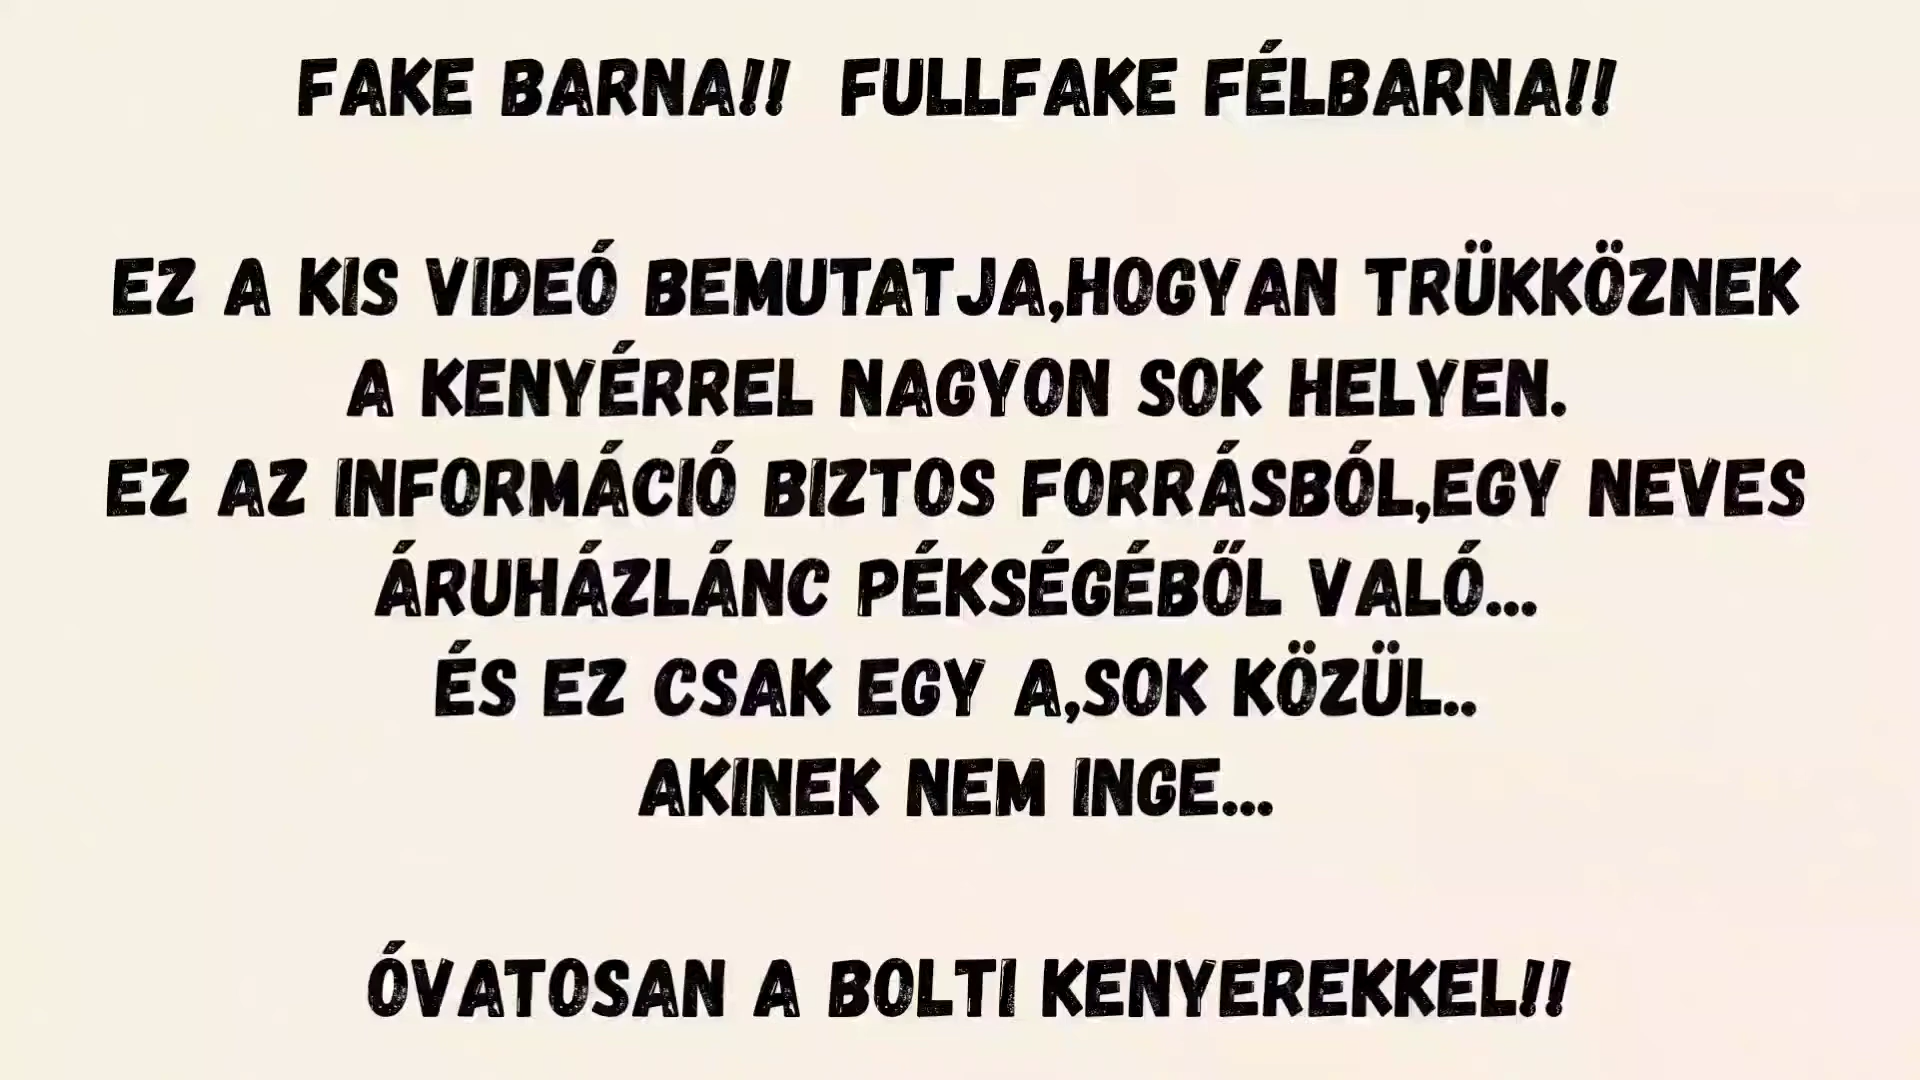 FAKE BARNA!! FULLFAKE FÉLBARNA!!
EZ A KIS VIDEÓ BEMUTATJA,HOGYAN TRÜKKÖZNEK
A KENYÉRREL NAGYON SOK HELYEN.
EZ AZ INFORMÁCIÓ BIZTOS FORRÁSBÓL,EGY NEVES
ÁRUHÁZLÁNC PÉKSÉGÉBŐL VALÓ...
ÉS EZ CSAK EGY A,SOK KÖZÜL..
AKINEK NEM INGE...
ÓVATOSAN A BOLTI KENYEREKKEL!!